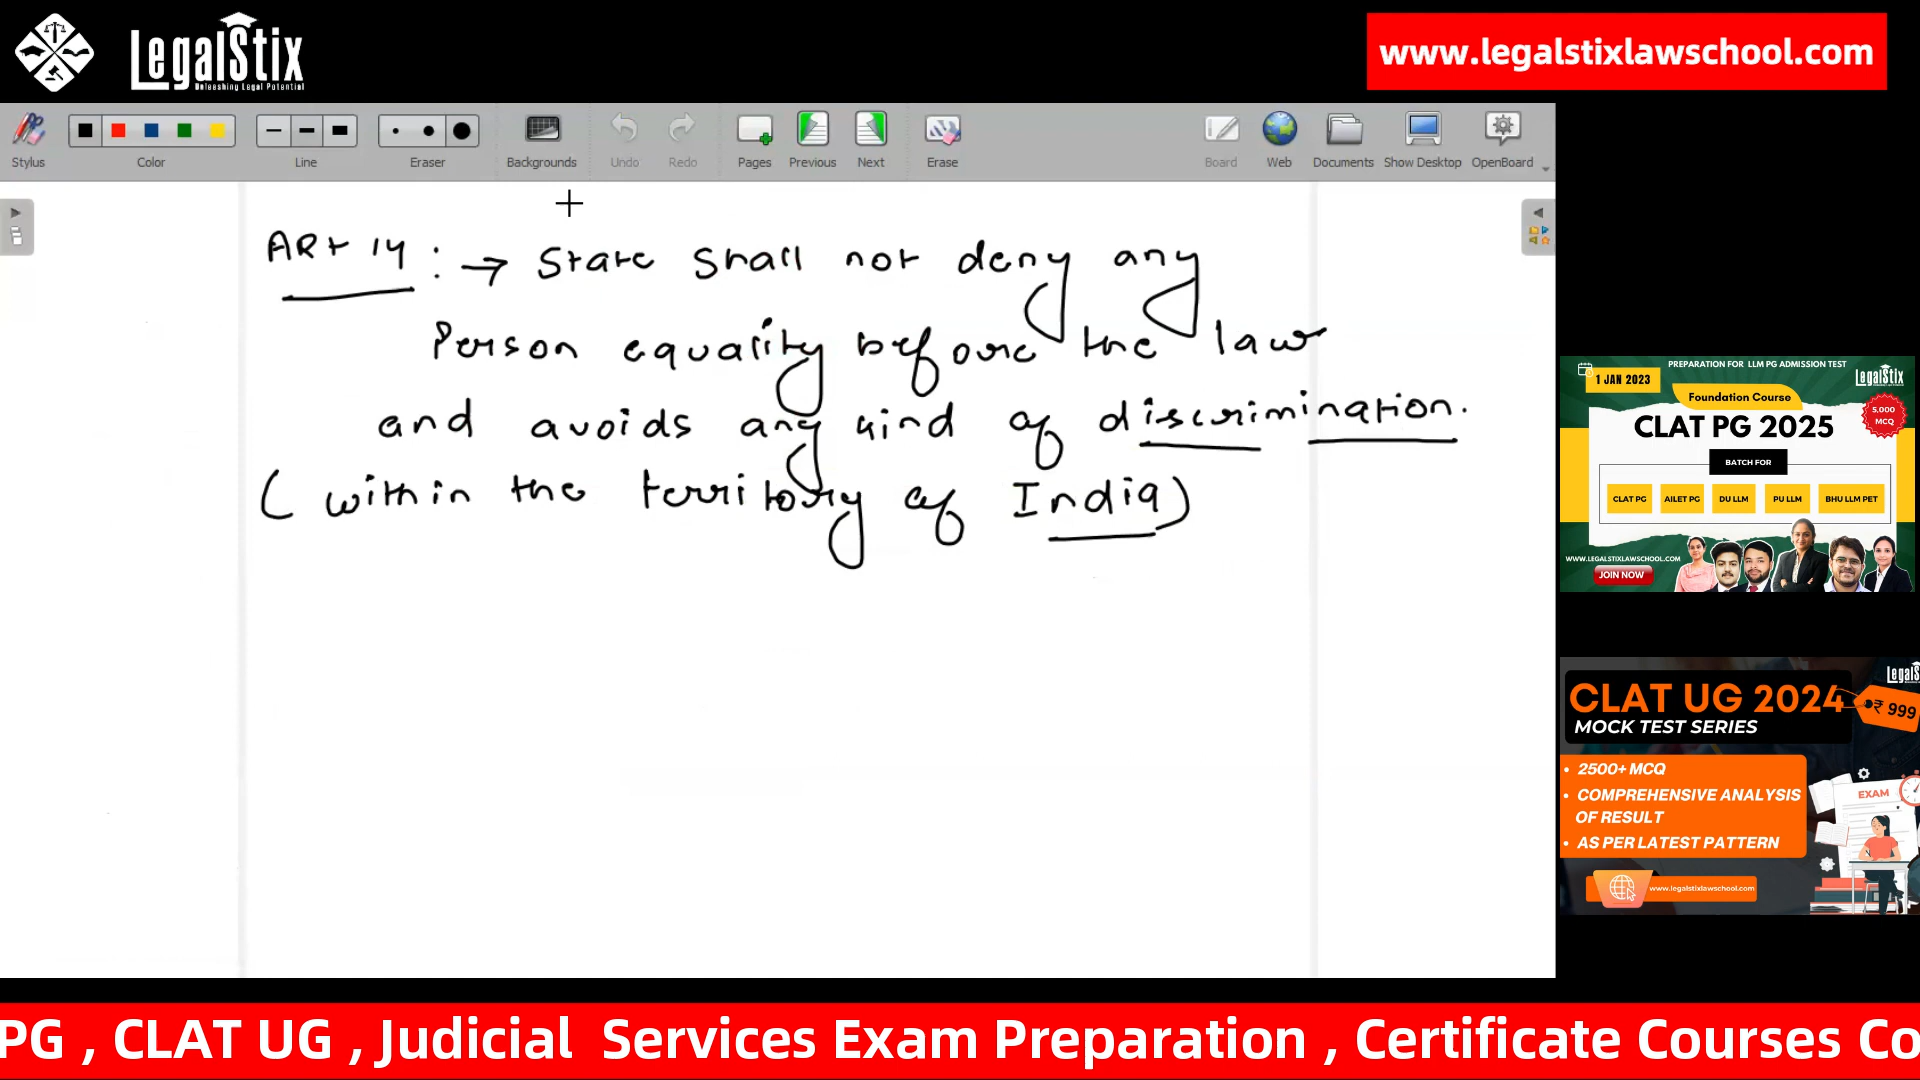 LegalStix
Unleashing Legal Potential
www.legalstixlawschool.com
Stylus
Color
Line
Eraser
Backgrounds
Undo
Redo
Pages
Previous
Next
Erase
Board
Web
Documents
Show Desktop
OpenBoard
ARt 14 : → State shall not deny any
Person equality before the law
and avoids any kind of discrimination.
( within the territory of India )
PREPARATION FOR LLM PG ADMISSION TEST
1 JAN 2023
LegalStix
Foundation Course
5,000
MCQ
CLAT PG 2025
BATCH FOR
CLAT PG
AILET PG
DU LLM
PU LLM
BHU LLM PET
WWW.LEGALSTIXLAWSCHOOL.COM
JOIN NOW
LegalS
CLAT UG 2024
₹ 999
MOCK TEST SERIES
• 2500+ MCQ
• COMPREHENSIVE ANALYSIS
OF RESULT
• AS PER LATEST PATTERN
EXAM
www.legalstixlawschool.com
PG , CLAT UG , Judicial Services Exam Preparation , Certificate Courses Co